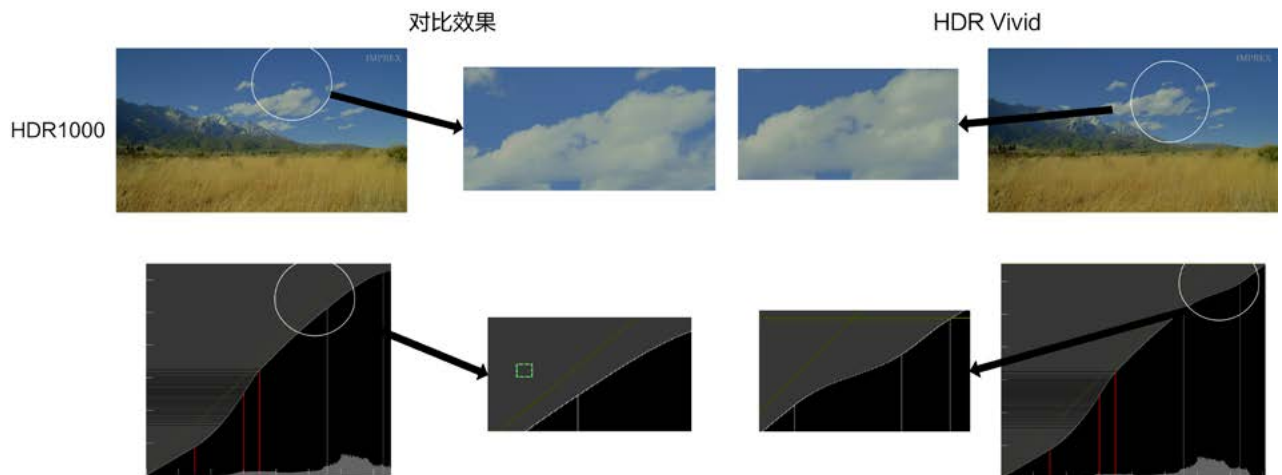 对比效果
HDR Vivid
IMPREX
IMPREX
HDR1000